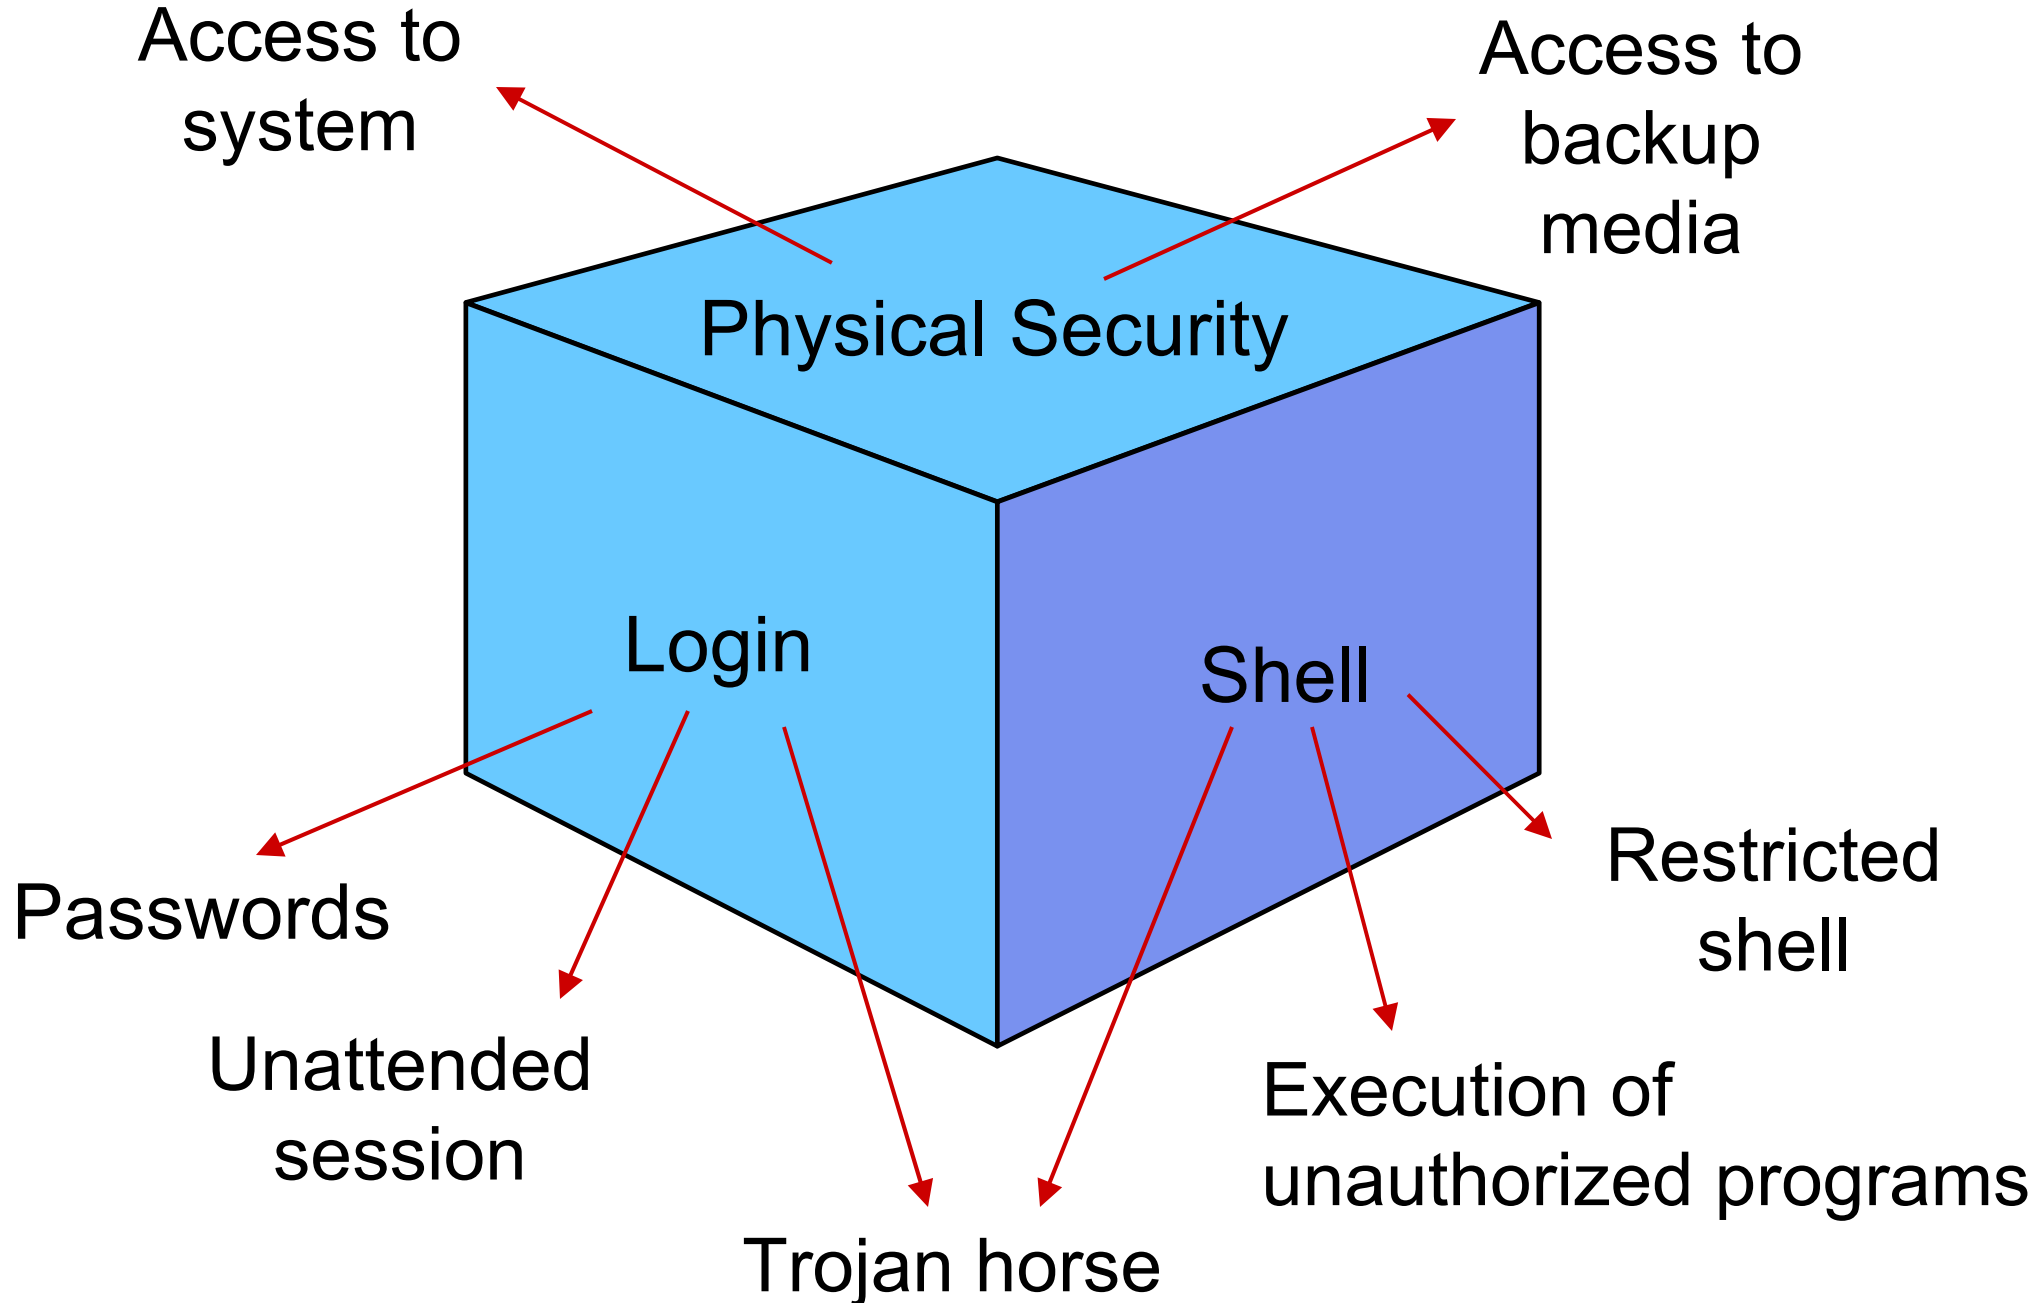 Access to
system
Access to
backup
media
Physical Security
Login
Shell
Passwords
Restricted
shell
Unattended
session
Execution of
unauthorized programs
Trojan horse